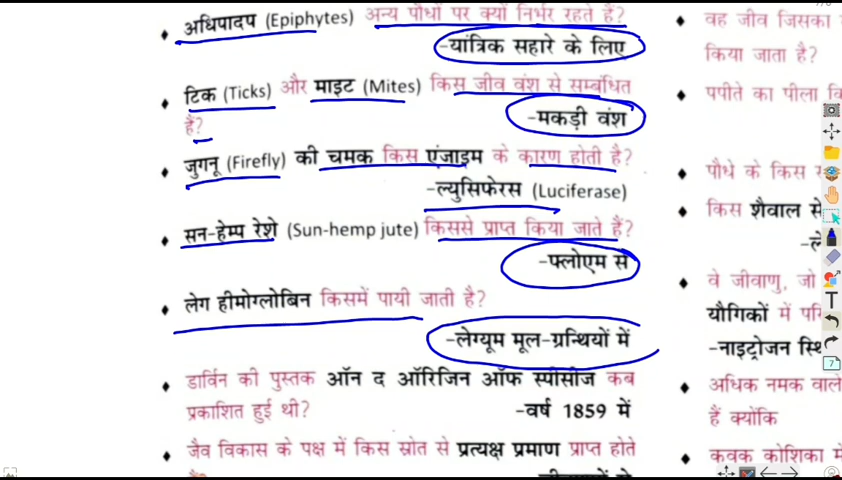 अधिपादप (Epiphytes) अन्य पौधों पर क्यों निर्भर रहते हैं?
-यांत्रिक सहारे के लिए
टिक (Ticks) और माइट (Mites) किस जीव वंश से सम्बंधित
हैं?
-मकड़ी वंश
जुगनू (Firefly) की चमक किस एंजाइम के कारण होती है?
-ल्युसिफेरस (Luciferase)
सन-हेम्प रेशे (Sun-hemp jute) किससे प्राप्त किया जाते हैं?
-फ्लोएम से
लेग हीमोग्लोबिन किसमें पायी जाती है?
-लेग्यूम मूल-ग्रन्थियों में
डार्विन की पुस्तक ऑन द ऑरिजिन ऑफ स्पीसीज कब
प्रकाशित हुई थी?
-वर्ष 1859 में
जैव विकास के पक्ष में किस स्रोत से प्रत्यक्ष प्रमाण प्राप्त होते
वह जीव जिसका
किया जाता है?
पपीते का पीला
पौधे के किस
किस शैवाल से
वे जीवाणु, जो
यौगिकों में
-नाइट्रोजन
अधिक नमक वाले
हैं क्योंकि
कवक कोशिका में